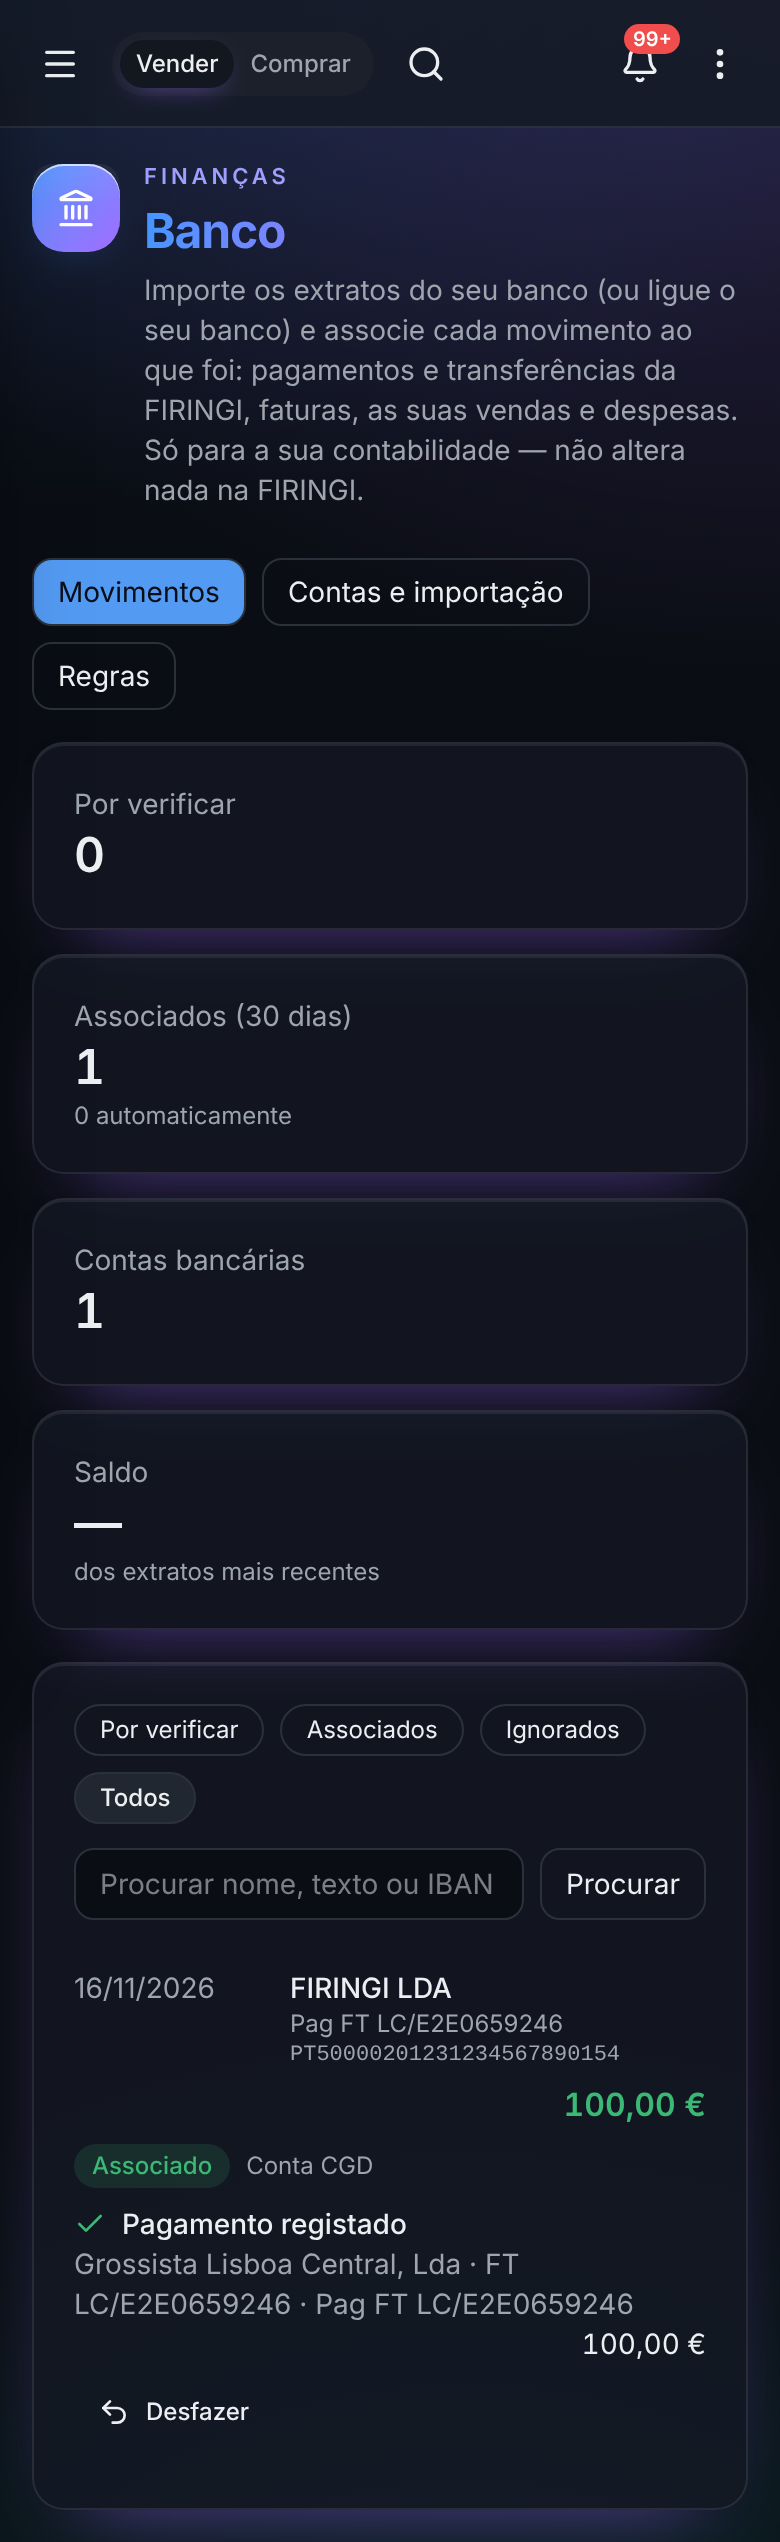 Vender
Comprar
99+
FINANÇAS
Banco
Importe os extratos do seu banco (ou ligue o
seu banco) e associe cada movimento ao
que foi: pagamentos e transferências da
FIRINGI, faturas, as suas vendas e despesas.
Só para a sua contabilidade — não altera
nada na FIRINGI.
Movimentos
Contas e importação
Regras
Por verificar
0
Associados (30 dias)
1
0 automaticamente
Contas bancárias
1
Saldo
—
dos extratos mais recentes
Por verificar
Associados
Ignorados
Todos
Procurar nome, texto ou IBAN
Procurar
16/11/2026
FIRINGI LDA
Pag FT LC/E2E0659246
PT50000201231234567890154
100,00 €
Associado
Conta CGD
Pagamento registado
Grossista Lisboa Central, Lda · FT
LC/E2E0659246 · Pag FT LC/E2E0659246
100,00 €
Desfazer